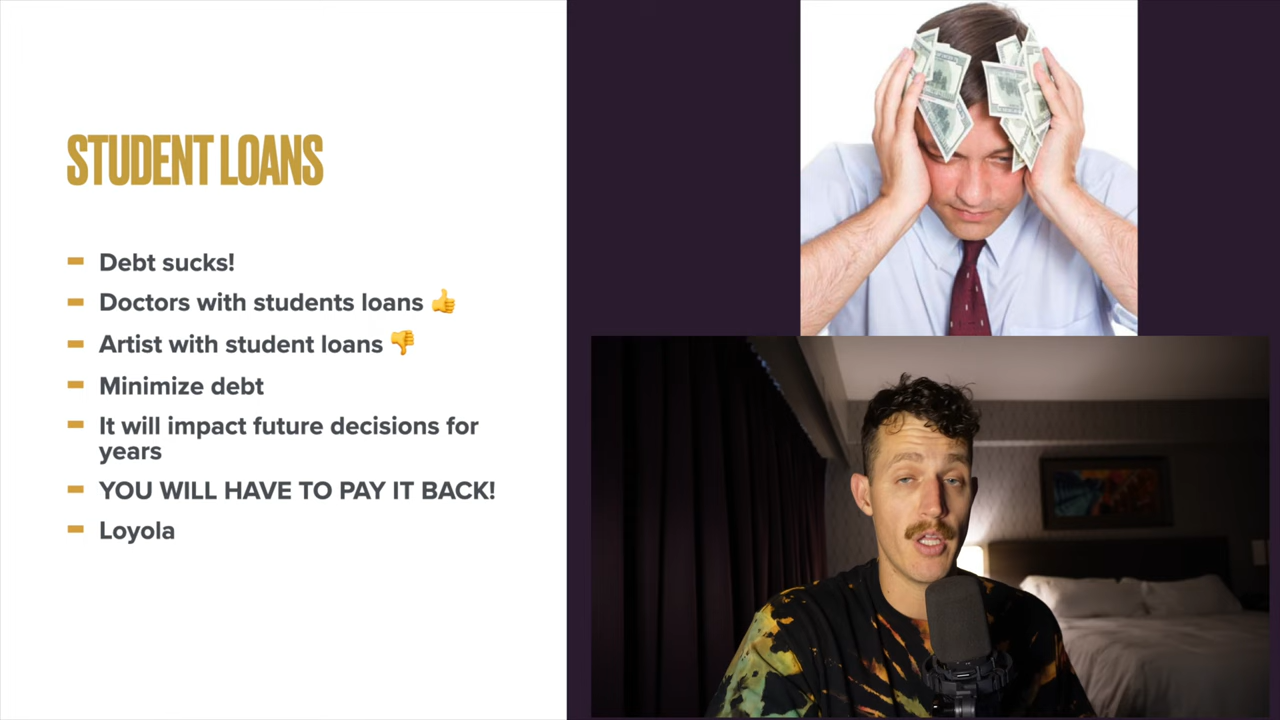 STUDENT LOANS
Debt sucks!
Doctors with students loans 👍
Artist with student loans 👎
Minimize debt
It will impact future decisions for
years
YOU WILL HAVE TO PAY IT BACK!
Loyola